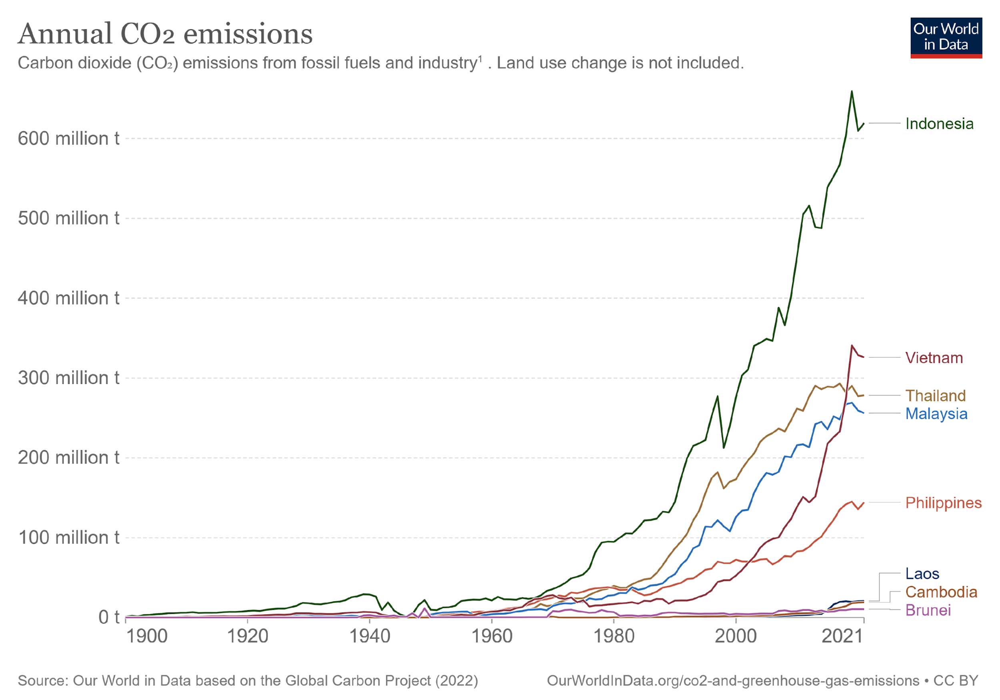 Annual CO₂ emissions
Our World
in Data
Carbon dioxide (CO₂) emissions from fossil fuels and industry¹ . Land use change is not included.
600 million t
500 million t
400 million t
300 million t
200 million t
100 million t
0 t
Indonesia
Vietnam
Thailand
Malaysia
Philippines
Laos
Cambodia
Brunei
1900 1920 1940 1960 1980 2000 2021
Source: Our World in Data based on the Global Carbon Project (2022)
OurWorldInData.org/co2-and-greenhouse-gas-emissions • CC BY